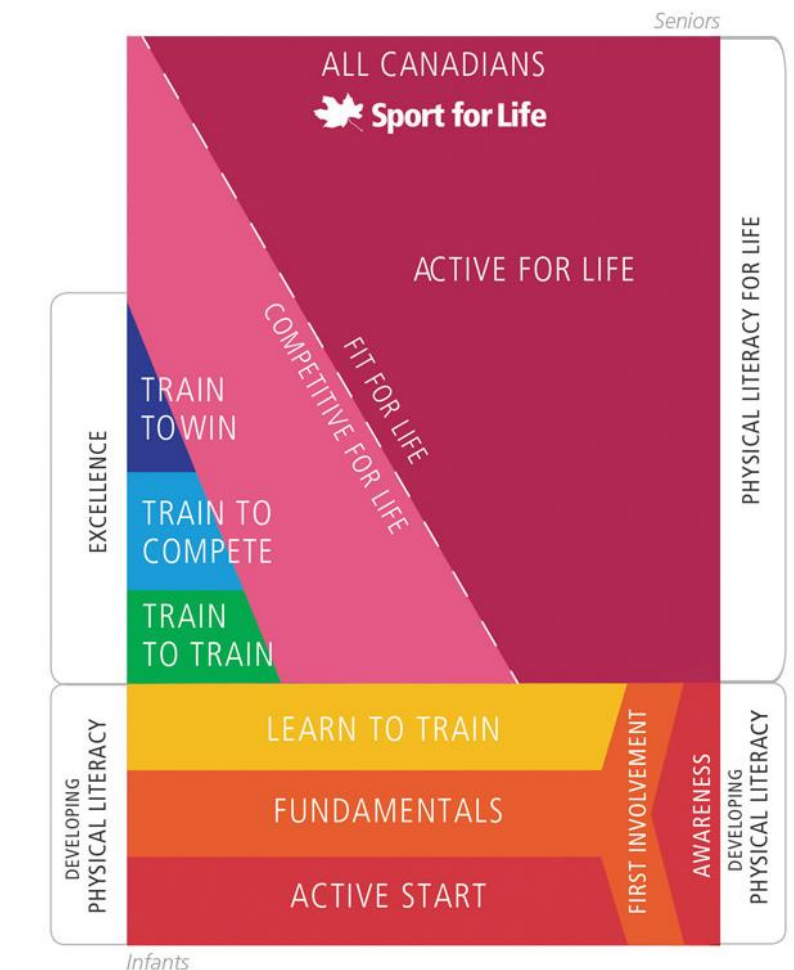 Seniors
ALL CANADIANS
Sport for Life
ACTIVE FOR LIFE
PHYSICAL LITERACY FOR LIFE
FIT FOR LIFE
COMPETITIVE FOR LIFE
EXCELLENCE
TRAIN
TO WIN
TRAIN TO
COMPETE
TRAIN
TO TRAIN
DEVELOPING
PHYSICAL LITERACY
LEARN TO TRAIN
FUNDAMENTALS
ACTIVE START
FIRST INVOLVEMENT
AWARENESS
DEVELOPING
PHYSICAL LITERACY
Infants